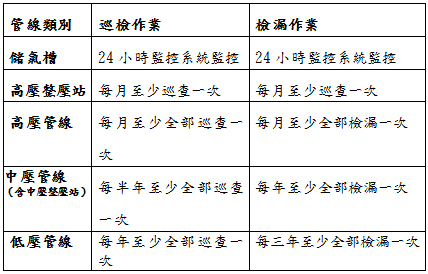 管線類別 巡檢作業 檢漏作業
儲氣槽 24 小時監控系統監控 24 小時監控系統監控
高壓整壓站 每月至少巡查一次 每月至少巡查一次
高壓管線 每月至少全部巡查一次 每月至少全部檢漏一次
中壓管線
（含中壓整壓站） 每半年至少全部巡查一次 每年至少全部檢漏一次
低壓管線 每年至少全部巡查一次 每三年至少全部檢漏一次